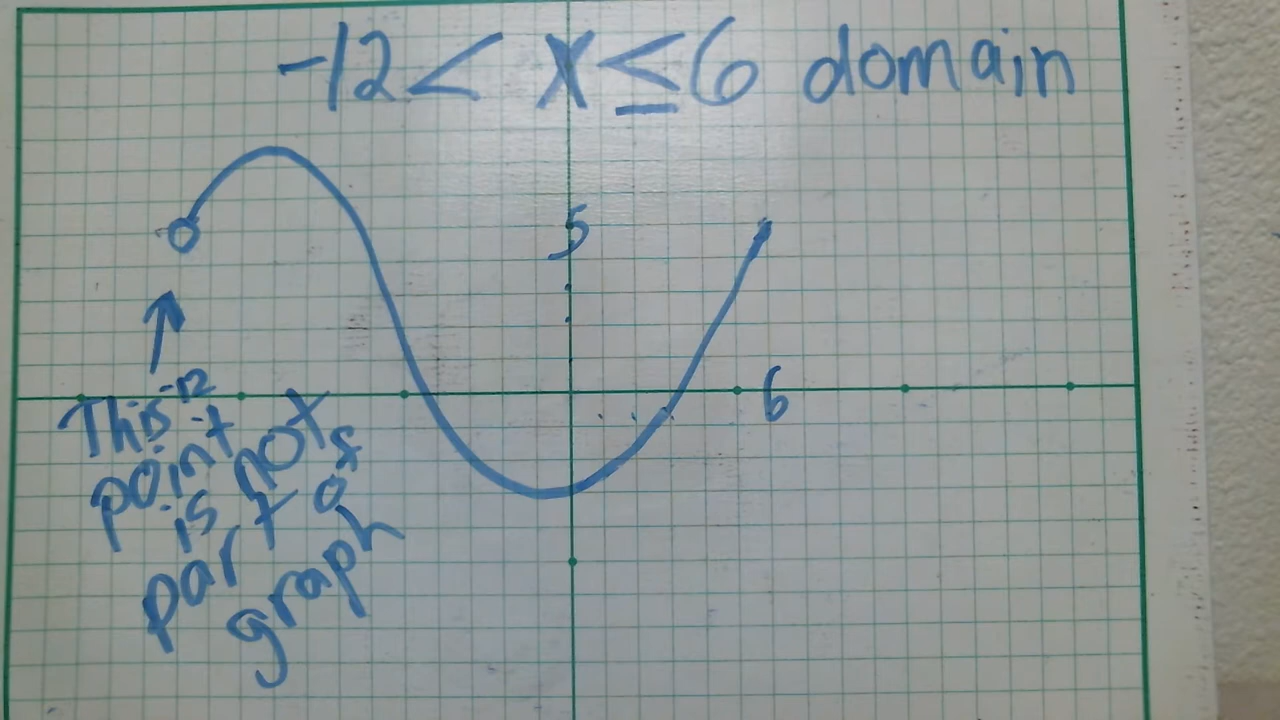 -12 < x ≤ 6 domain
5
6
-12
This
point
is not
part of
graph